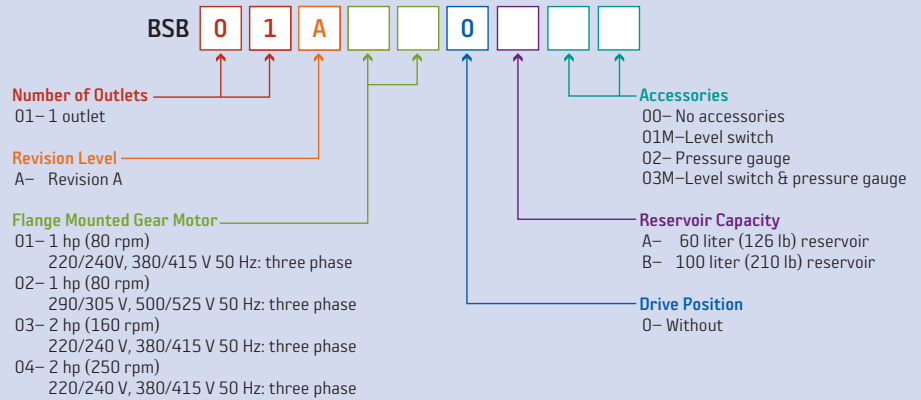 BSB 0 1 A 0
Number of Outlets
01– 1 outlet
Revision Level
A– Revision A
Flange Mounted Gear Motor
01– 1 hp (80 rpm)
220/240V, 380/415 V 50 Hz: three phase
02– 1 hp (80 rpm)
290/305 V, 500/525 V 50 Hz: three phase
03– 2 hp (160 rpm)
220/240 V, 380/415 V 50 Hz: three phase
04– 2 hp (250 rpm)
220/240 V, 380/415 V 50 Hz: three phase
Accessories
00– No accessories
01M–Level switch
02– Pressure gauge
03M–Level switch & pressure gauge
Reservoir Capacity
A– 60 liter (126 lb) reservoir
B– 100 liter (210 lb) reservoir
Drive Position
0– Without